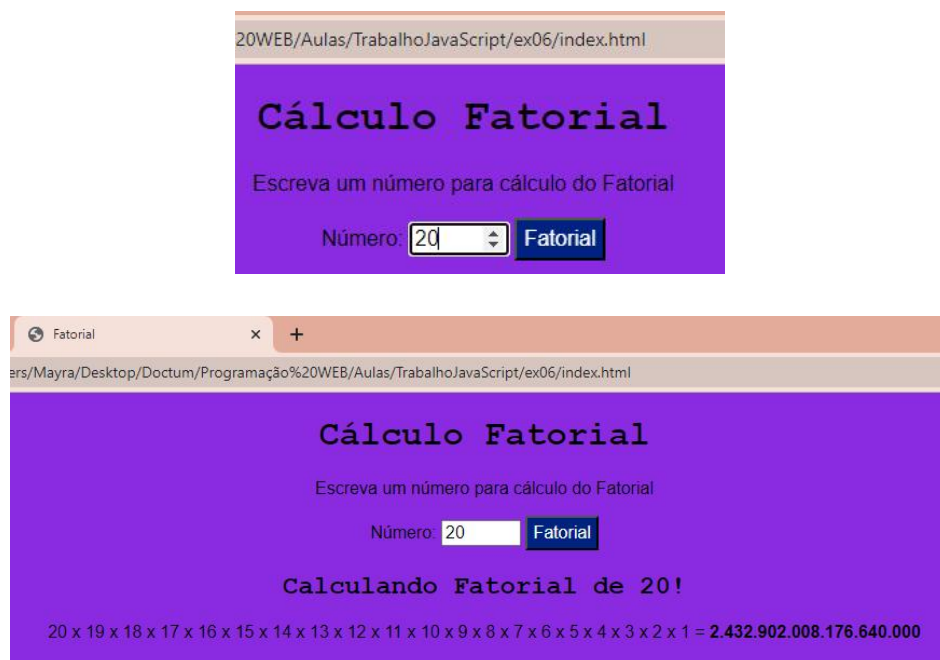 20WEB/Aulas/TrabalhoJavaScript/ex06/index.html
Cálculo Fatorial
Escreva um número para cálculo do Fatorial
Número: 20 Fatorial
Fatorial × +
ers/Mayra/Desktop/Doctum/Programação%20WEB/Aulas/TrabalhoJavaScript/ex06/index.html
Cálculo Fatorial
Escreva um número para cálculo do Fatorial
Número: 20 Fatorial
Calculando Fatorial de 20!
20 x 19 x 18 x 17 x 16 x 15 x 14 x 13 x 12 x 11 x 10 x 9 x 8 x 7 x 6 x 5 x 4 x 3 x 2 x 1 = 2.432.902.008.176.640.000